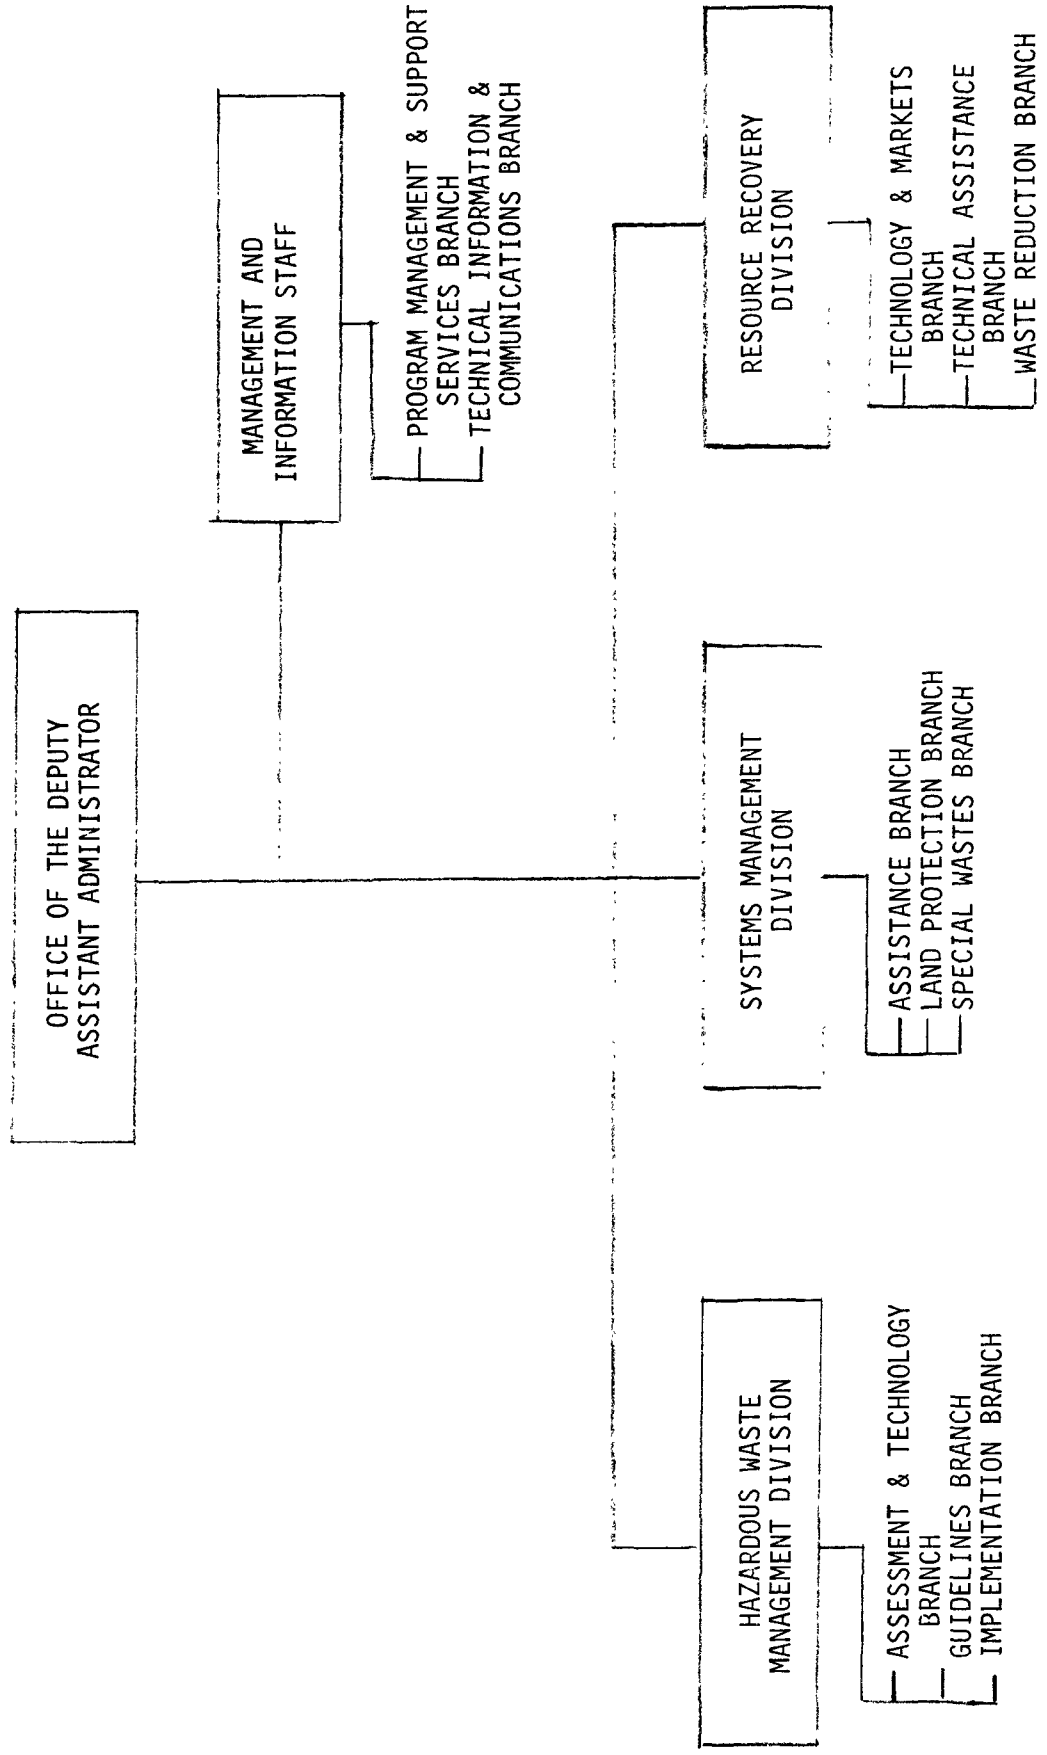 OFFICE OF THE DEPUTY
ASSISTANT ADMINISTRATOR
MANAGEMENT AND
INFORMATION STAFF
PROGRAM MANAGEMENT & SUPPORT
SERVICES BRANCH
TECHNICAL INFORMATION &
COMMUNICATIONS BRANCH
HAZARDOUS WASTE
MANAGEMENT DIVISION
ASSESSMENT & TECHNOLOGY
BRANCH
GUIDELINES BRANCH
IMPLEMENTATION BRANCH
SYSTEMS MANAGEMENT
DIVISION
ASSISTANCE BRANCH
LAND PROTECTION BRANCH
SPECIAL WASTES BRANCH
RESOURCE RECOVERY
DIVISION
TECHNOLOGY & MARKETS
BRANCH
TECHNICAL ASSISTANCE
BRANCH
WASTE REDUCTION BRANCH